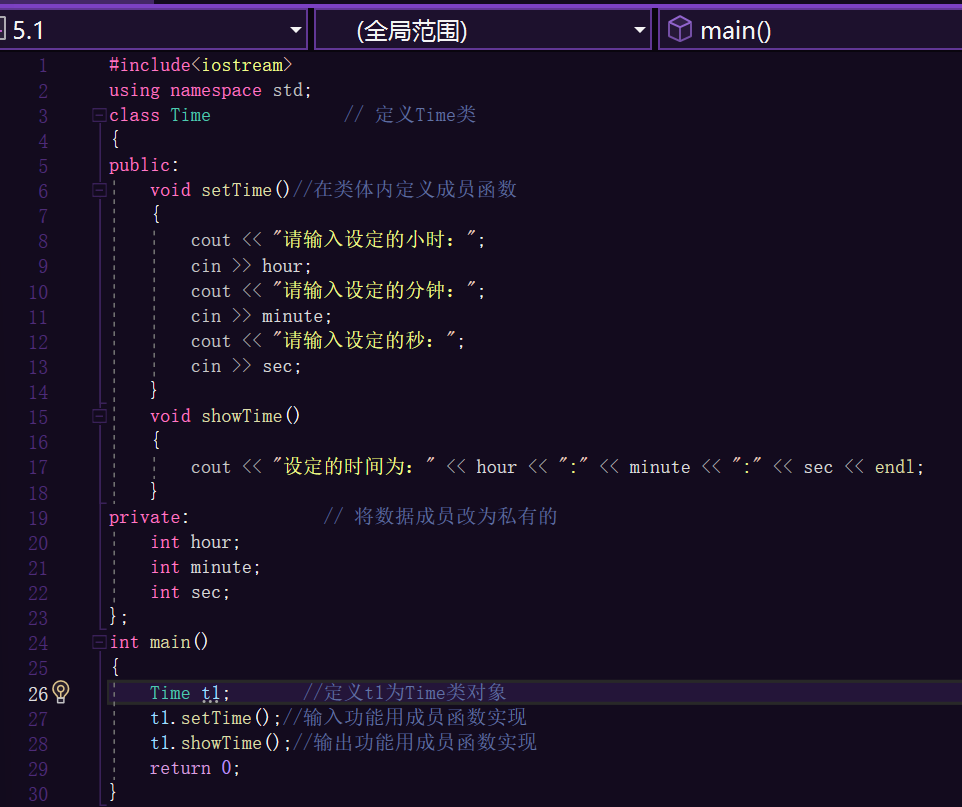 5.1 (全局范围) main()
1 #include<iostream>
2 using namespace std;
3 class Time // 定义Time类
4 {
5 public:
6 void setTime()//在类体内定义成员函数
7 {
8 cout << "请输入设定的小时：";
9 cin >> hour;
10 cout << "请输入设定的分钟：";
11 cin >> minute;
12 cout << "请输入设定的秒：";
13 cin >> sec;
14 }
15 void showTime()
16 {
17 cout << "设定的时间为：" << hour << ":" << minute << ":" << sec << endl;
18 }
19 private: // 将数据成员改为私有的
20 int hour;
21 int minute;
22 int sec;
23 };
24 int main()
25 {
26 Time t1; //定义t1为Time类对象
27 t1.setTime();//输入功能用成员函数实现
28 t1.showTime();//输出功能用成员函数实现
29 return 0;
30 }